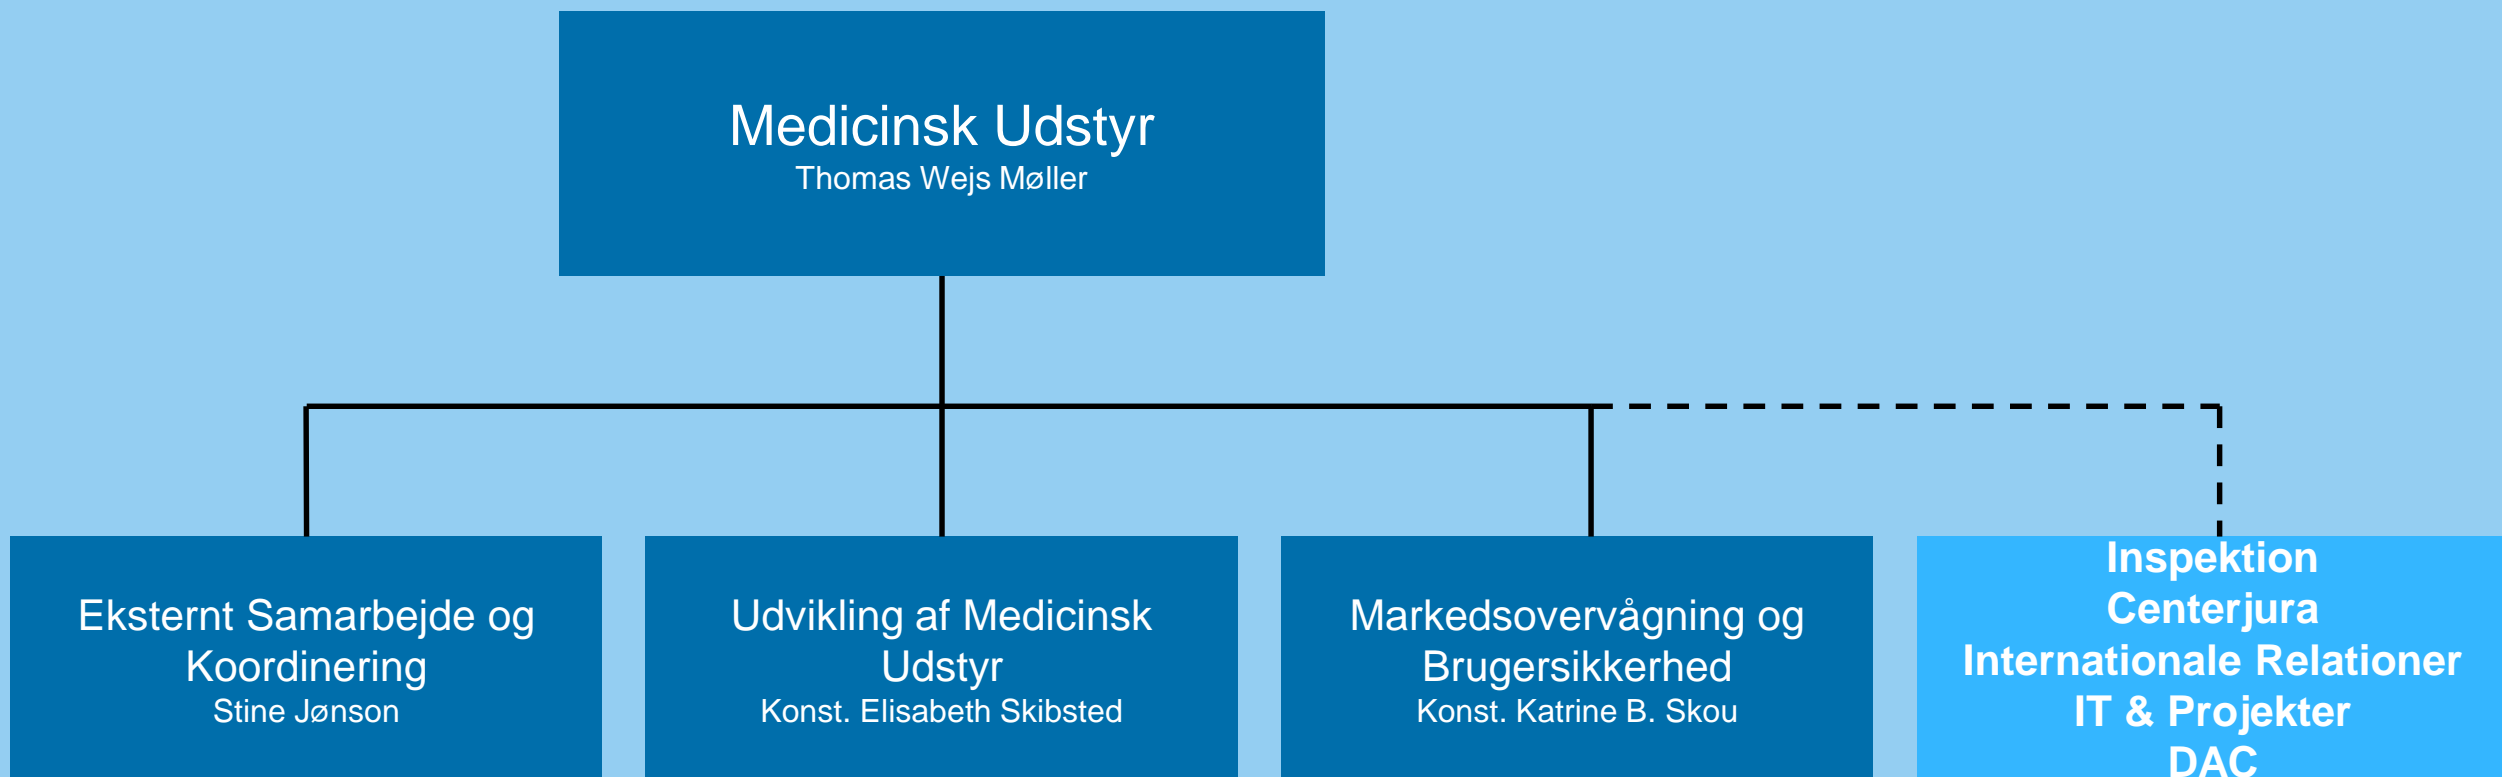 Medicinsk Udstyr
Thomas Wejs Møller
Eksternt Samarbejde og
Koordinering
Stine Jønson
Udvikling af Medicinsk
Udstyr
Konst. Elisabeth Skibsted
Markedsovervågning og
Brugersikkerhed
Konst. Katrine B. Skou
Inspektion
Centerjura
Internationale Relationer
IT & Projekter
DAC